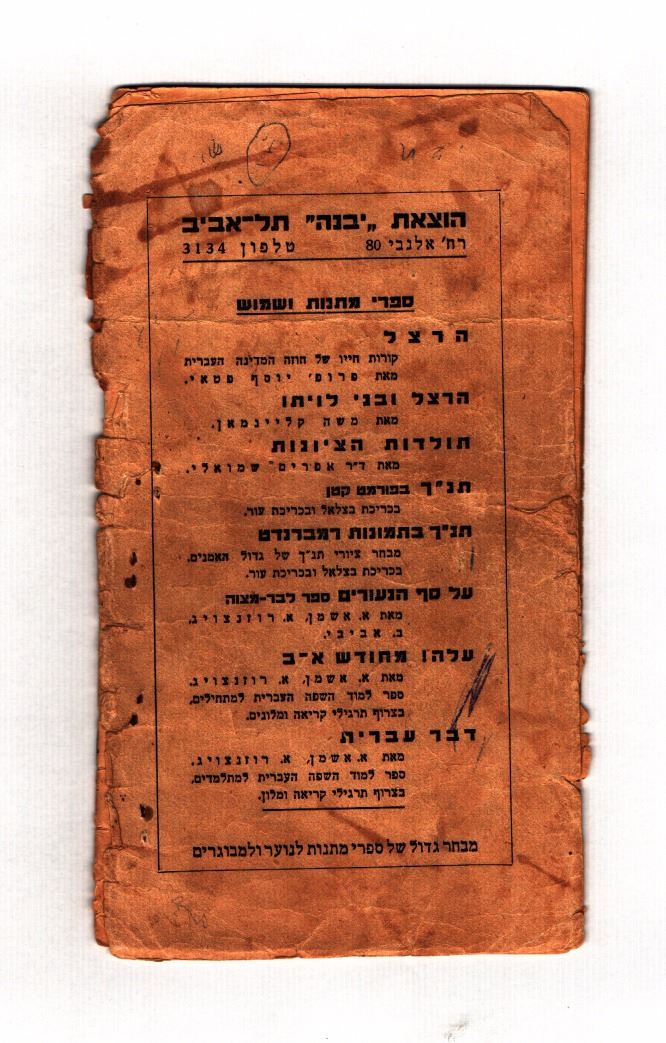 הוצאת „יבנה” תל־אביב
רח' אלנבי 80 טלפון 3134
ספרי מתנות ושמוש
הרצל
קורות חייו של חוזה המדינה העברית
מאת פרופ' יוסף פטאי.
הרצל ובני לויתו
מאת משה קליינמאן.
תולדות הציונות
מאת ד״ר אפרים שמואלי.
תנ״ך בפורמט קטן
בכריכת בצלאל ובכריכת עור.
תנ״ך בתמונות רמברנדט
מבחר ציורי תנ״ך של גדול האמנים.
בכריכת בצלאל ובכריכת עור.
על סף הנעורים ספר לבר-מצוה
מאת א. אשמן, א. רוזנצויג,
ב. אביבי.
עלהו מחודש א־ב
מאת א. אשמן, א. רוזנצויג.
ספר למוד השפה העברית למתחילים,
בצרוף תרגילי קריאה ומלונים.
דבר עברית
מאת א. אשמן, א. רוזנצויג.
ספר למוד השפה העברית למתלמדים,
בצרוף תרגילי קריאה ומלון.
מבחר גדול של ספרי מתנות לנוער ולמבוגרים